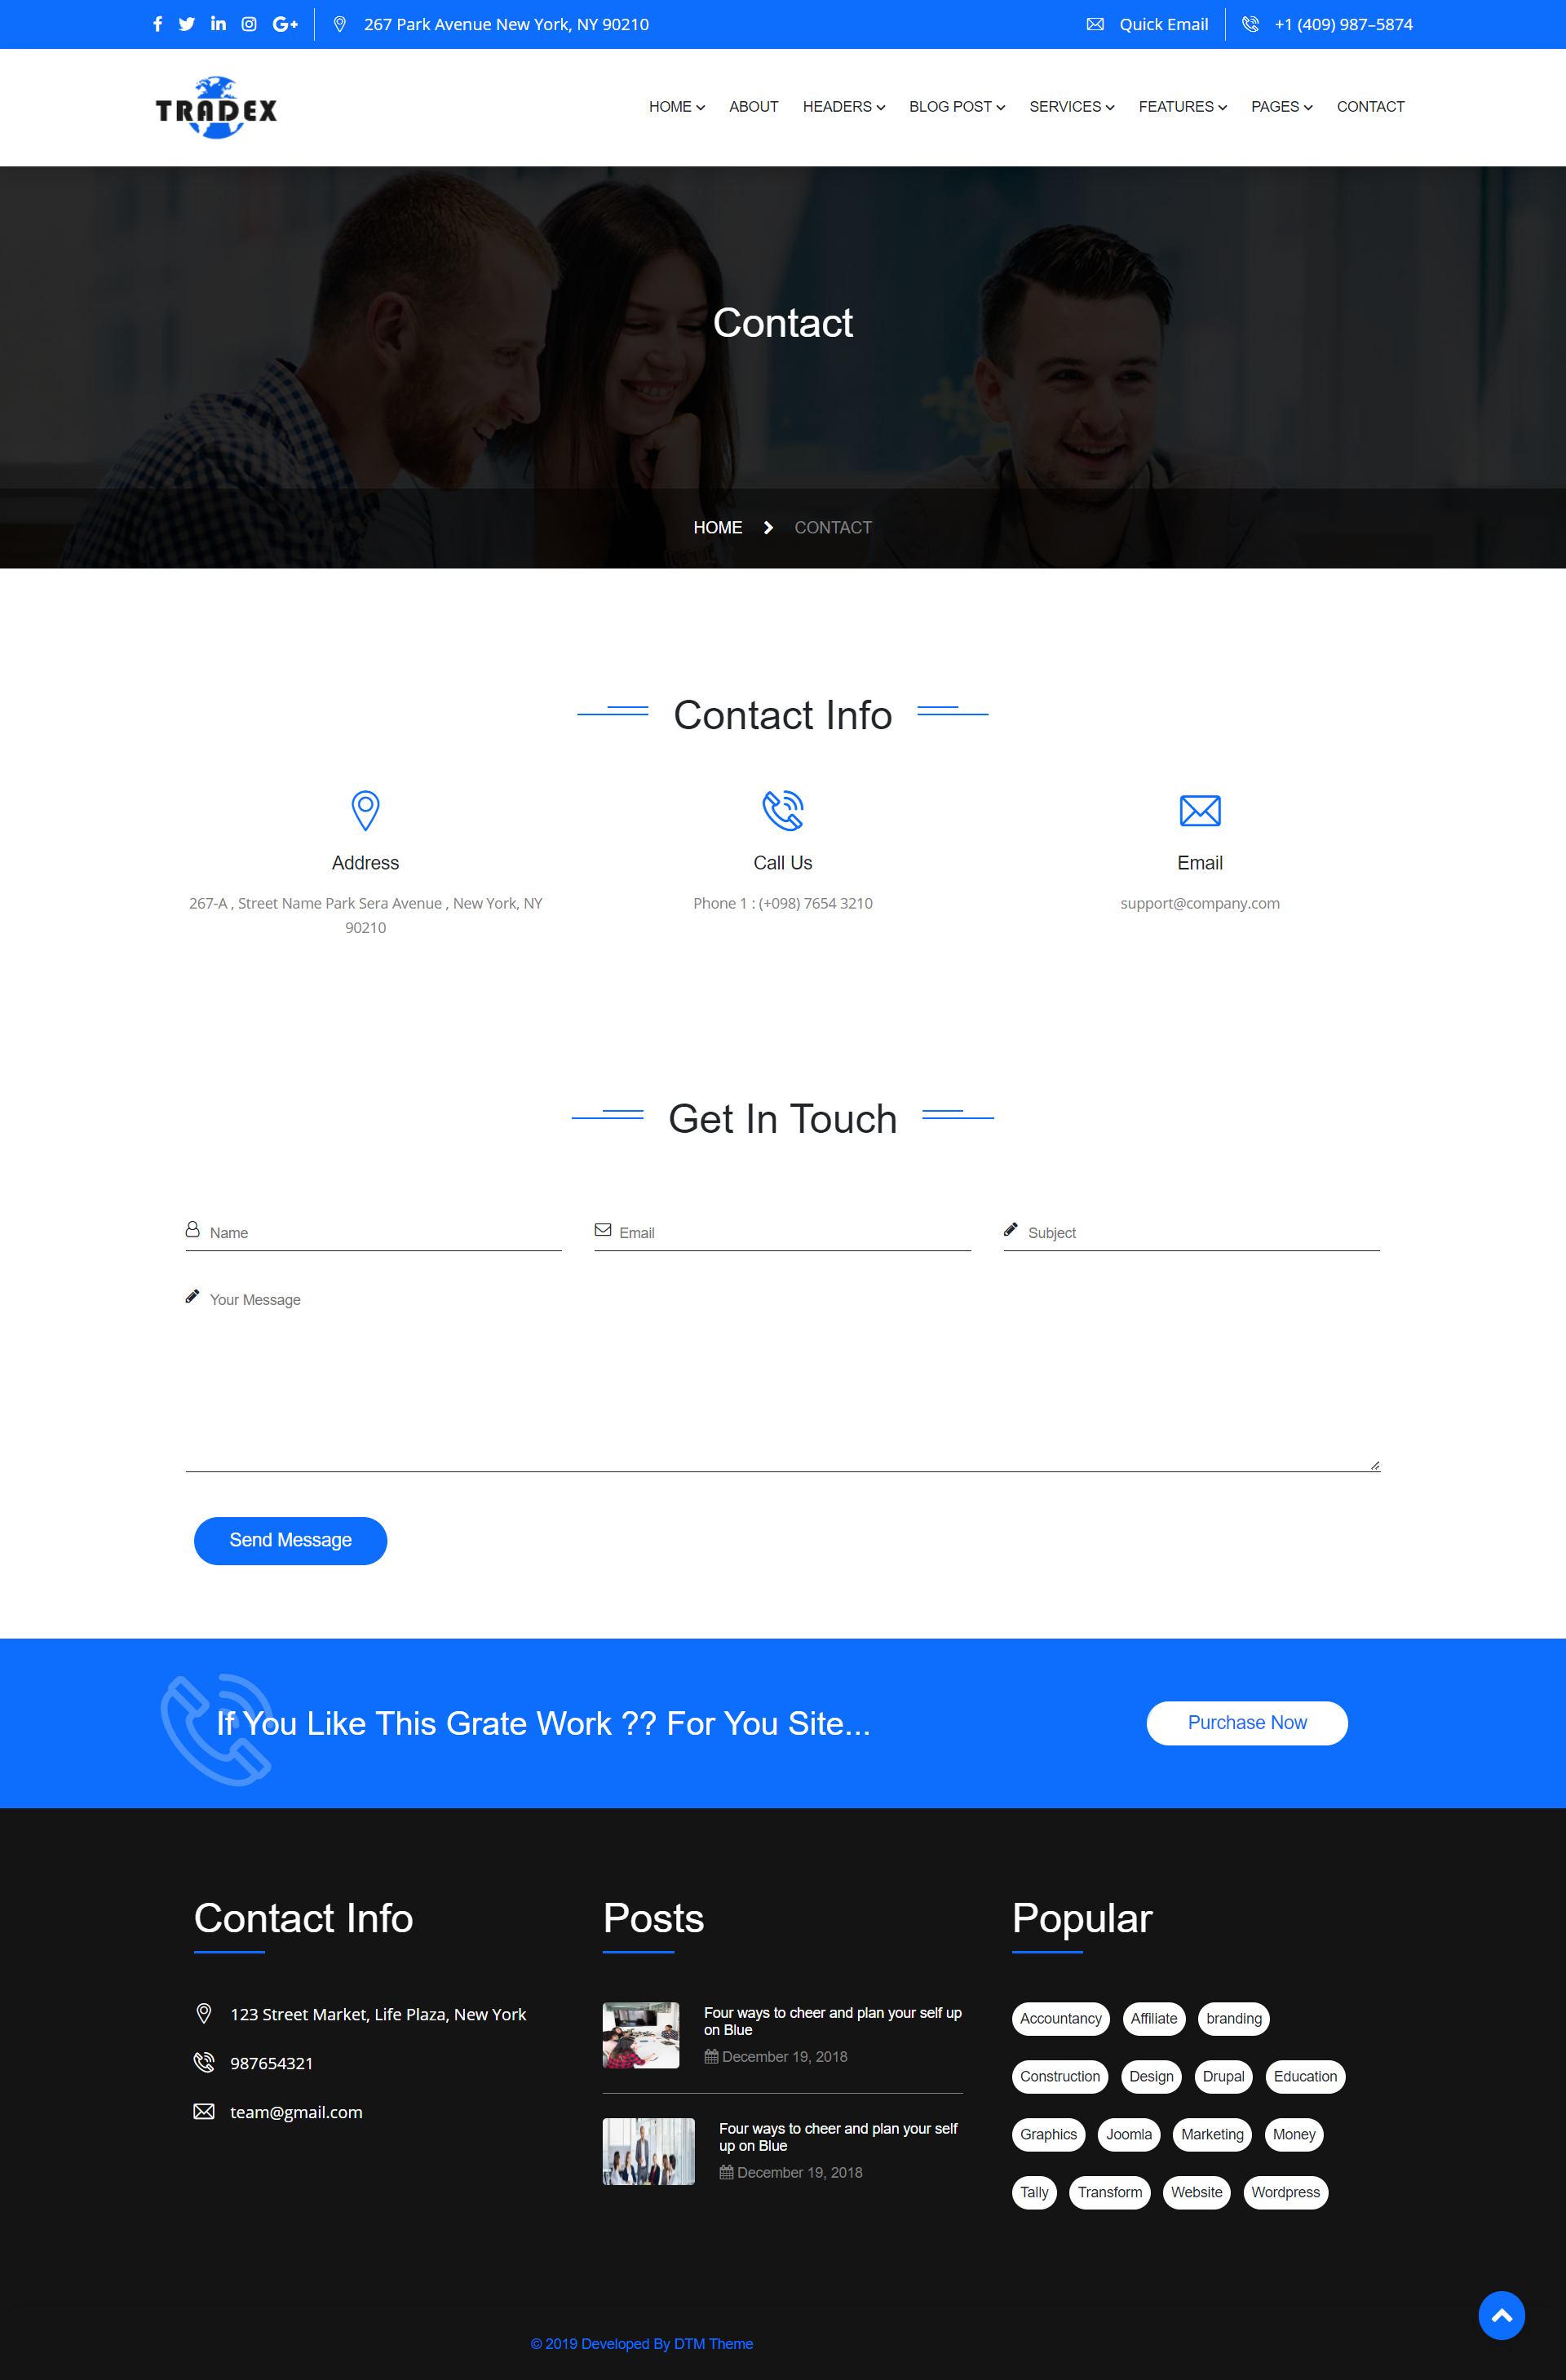 267 Park Avenue New York, NY 90210
Quick Email
+1 (409) 987–5874
TRADEX
HOME
ABOUT
HEADERS
BLOG POST
SERVICES
FEATURES
PAGES
CONTACT
Contact
HOME
CONTACT
Contact Info
Address
267-A , Street Name Park Sera Avenue , New York, NY
90210
Call Us
Phone 1 : (+098) 7654 3210
Email
support@company.com
Get In Touch
Name
Email
Subject
Your Message
Send Message
If You Like This Grate Work ?? For You Site...
Purchase Now
Contact Info
123 Street Market, Life Plaza, New York
987654321
team@gmail.com
Posts
Four ways to cheer and plan your self up
on Blue
December 19, 2018
Four ways to cheer and plan your self
up on Blue
December 19, 2018
Popular
Accountancy
Affiliate
branding
Construction
Design
Drupal
Education
Graphics
Joomla
Marketing
Money
Tally
Transform
Website
Wordpress
© 2019 Developed By DTM Theme